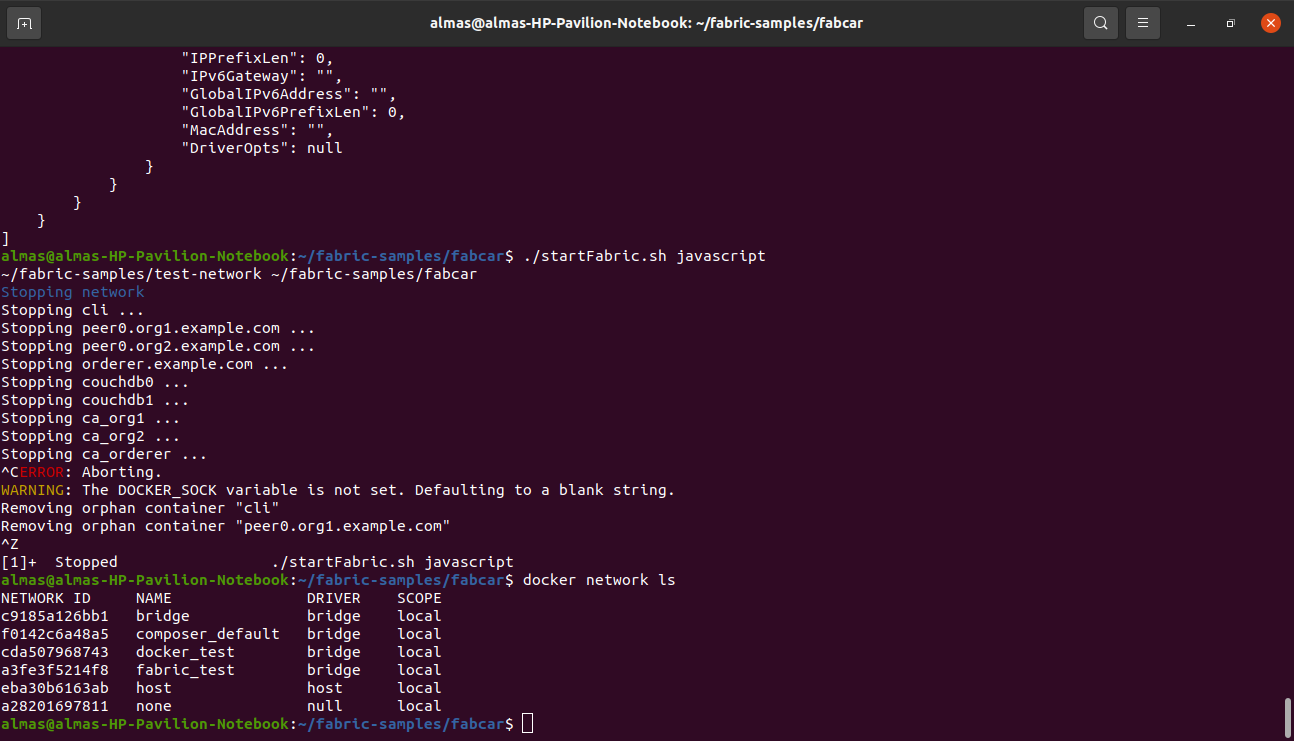 almas@almas-HP-Pavilion-Notebook: ~/fabric-samples/fabcar
"IPPrefixLen": 0,
"IPv6Gateway": "",
"GlobalIPv6Address": "",
"GlobalIPv6PrefixLen": 0,
"MacAddress": "",
"DriverOpts": null
}
}
}
}
]
almas@almas-HP-Pavilion-Notebook:~/fabric-samples/fabcar$ ./startFabric.sh javascript
~/fabric-samples/test-network ~/fabric-samples/fabcar
Stopping network
Stopping cli ...
Stopping peer0.org1.example.com ...
Stopping peer0.org2.example.com ...
Stopping orderer.example.com ...
Stopping couchdb0 ...
Stopping couchdb1 ...
Stopping ca_org1 ...
Stopping ca_org2 ...
Stopping ca_orderer ...
^CERROR: Aborting.
WARNING: The DOCKER_SOCK variable is not set. Defaulting to a blank string.
Removing orphan container "cli"
Removing orphan container "peer0.org1.example.com"
^Z
[1]+  Stopped                 ./startFabric.sh javascript
almas@almas-HP-Pavilion-Notebook:~/fabric-samples/fabcar$ docker network ls
NETWORK ID     NAME               DRIVER    SCOPE
c9185a126bb1   bridge             bridge    local
f0142c6a48a5   composer_default   bridge    local
cda507968743   docker_test        bridge    local
a3fe3f5214f8   fabric_test        bridge    local
eba30b6163ab   host               host      local
a28201697811   none               null      local
almas@almas-HP-Pavilion-Notebook:~/fabric-samples/fabcar$